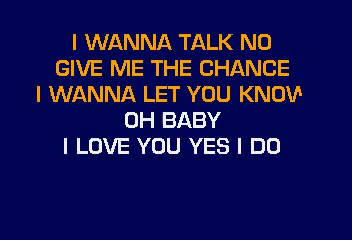 I WANNA TALK NO
GIVE ME THE CHANCE
I WANNA LET YOU KNOW
OH BABY
I LOVE YOU YES I DO